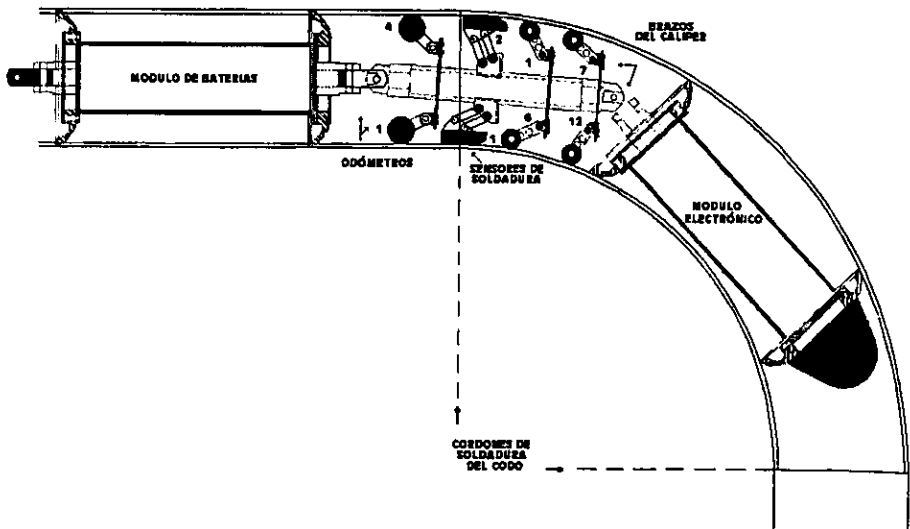 BRAZOS
DEL CALIPER
4
2
1
7
MODULO DE BATERIAS
1
1
6
12
ODÓMETROS
SENSORES DE
SOLDADURA
MODULO
ELECTRÓNICO
CORDONES DE
SOLDADURA
DEL CODO